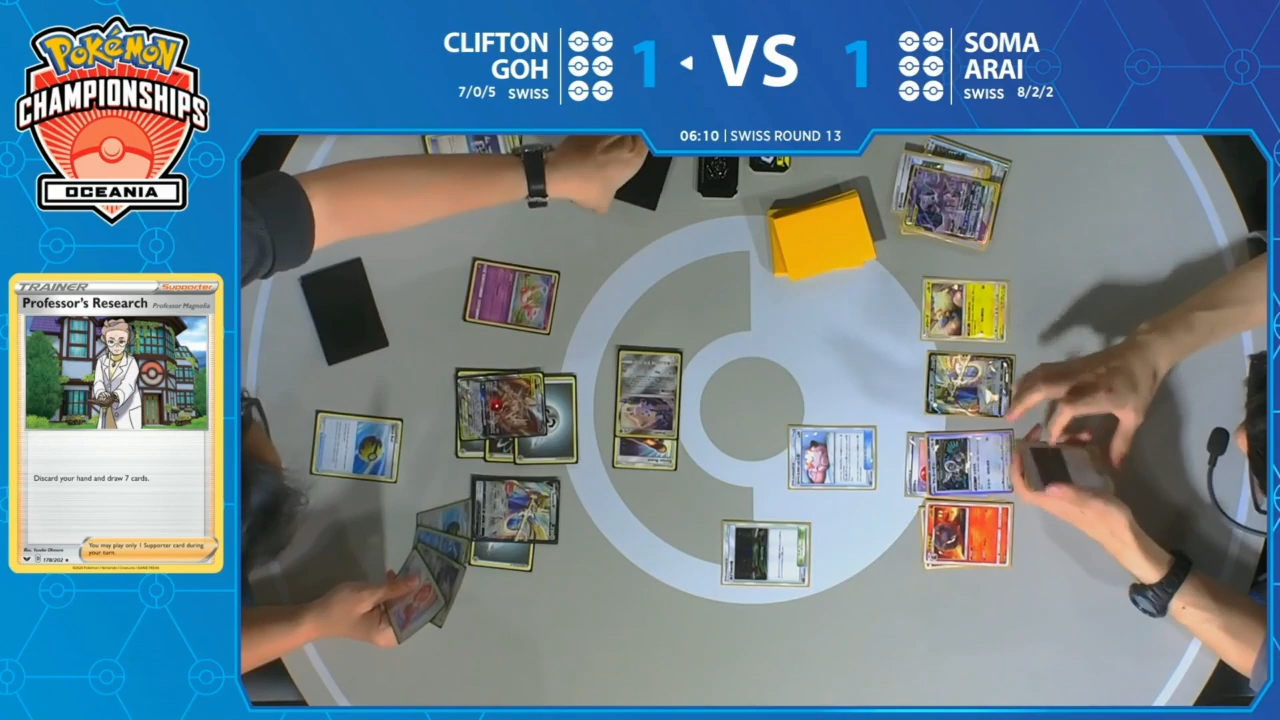 Pokémon
CHAMPIONSHIPS
OCEANIA
CLIFTON
GOH
7/0/5 SWISS
1
VS
1
SOMA
ARAI
SWISS 8/2/2
06:10 | SWISS ROUND 13
TRAINER Supporter
Professor's Research Professor Magnolia
Discard your hand and draw 7 cards.
You may play only 1 Supporter card during
your turn.
178/202